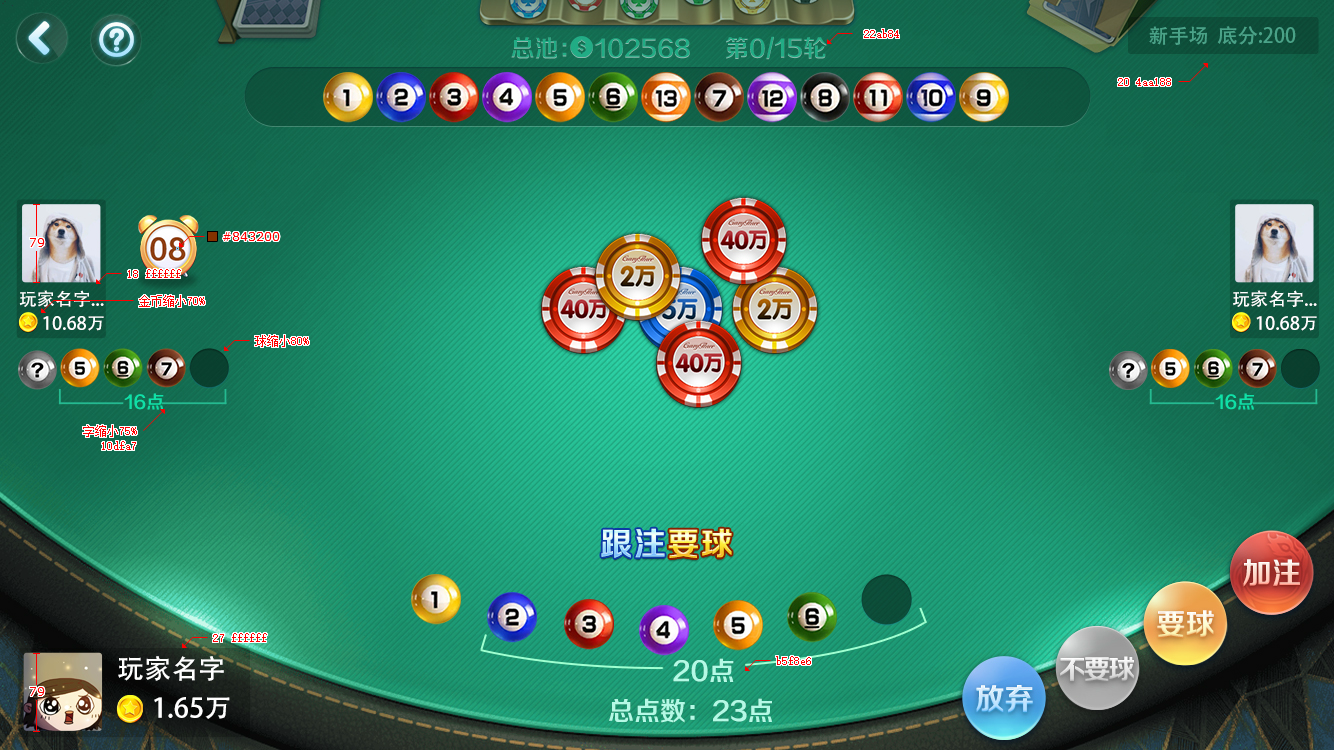 总池:$102568 第0/15轮
22ab84
新手场 底分:200
20 4aa188
1 2 3 4 5 6 13 7 12 8 11 10 9
79
08
#843200
18 ffffff
玩家名字...
金币缩小70%
10.68万
球缩小80%
? 5 6 7
16点
字缩小75%
10dfa7
40万
2万
40万
5万
2万
40万
玩家名字...
10.68万
? 5 6 7
16点
跟注要球
1 2 3 4 5 6
20点
b5f8e6
总点数：23点
27 ffffff
79
玩家名字
1.65万
加注
要球
不要球
放弃